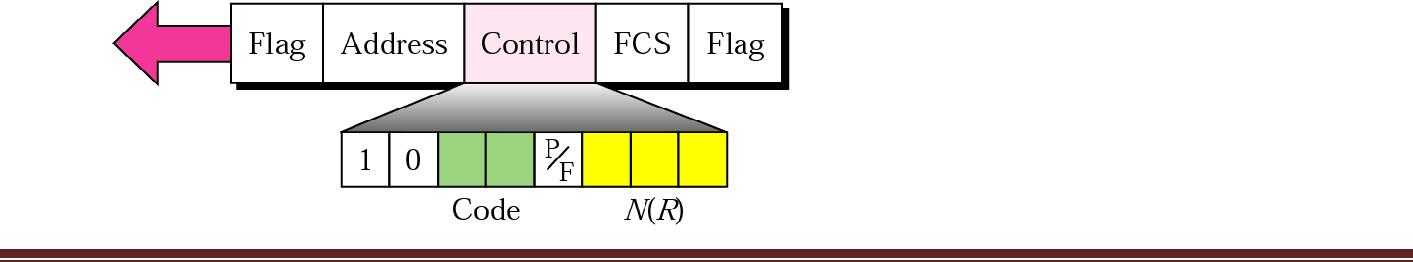 Flag Address Control FCS Flag
1 0 P/F
Code N(R)